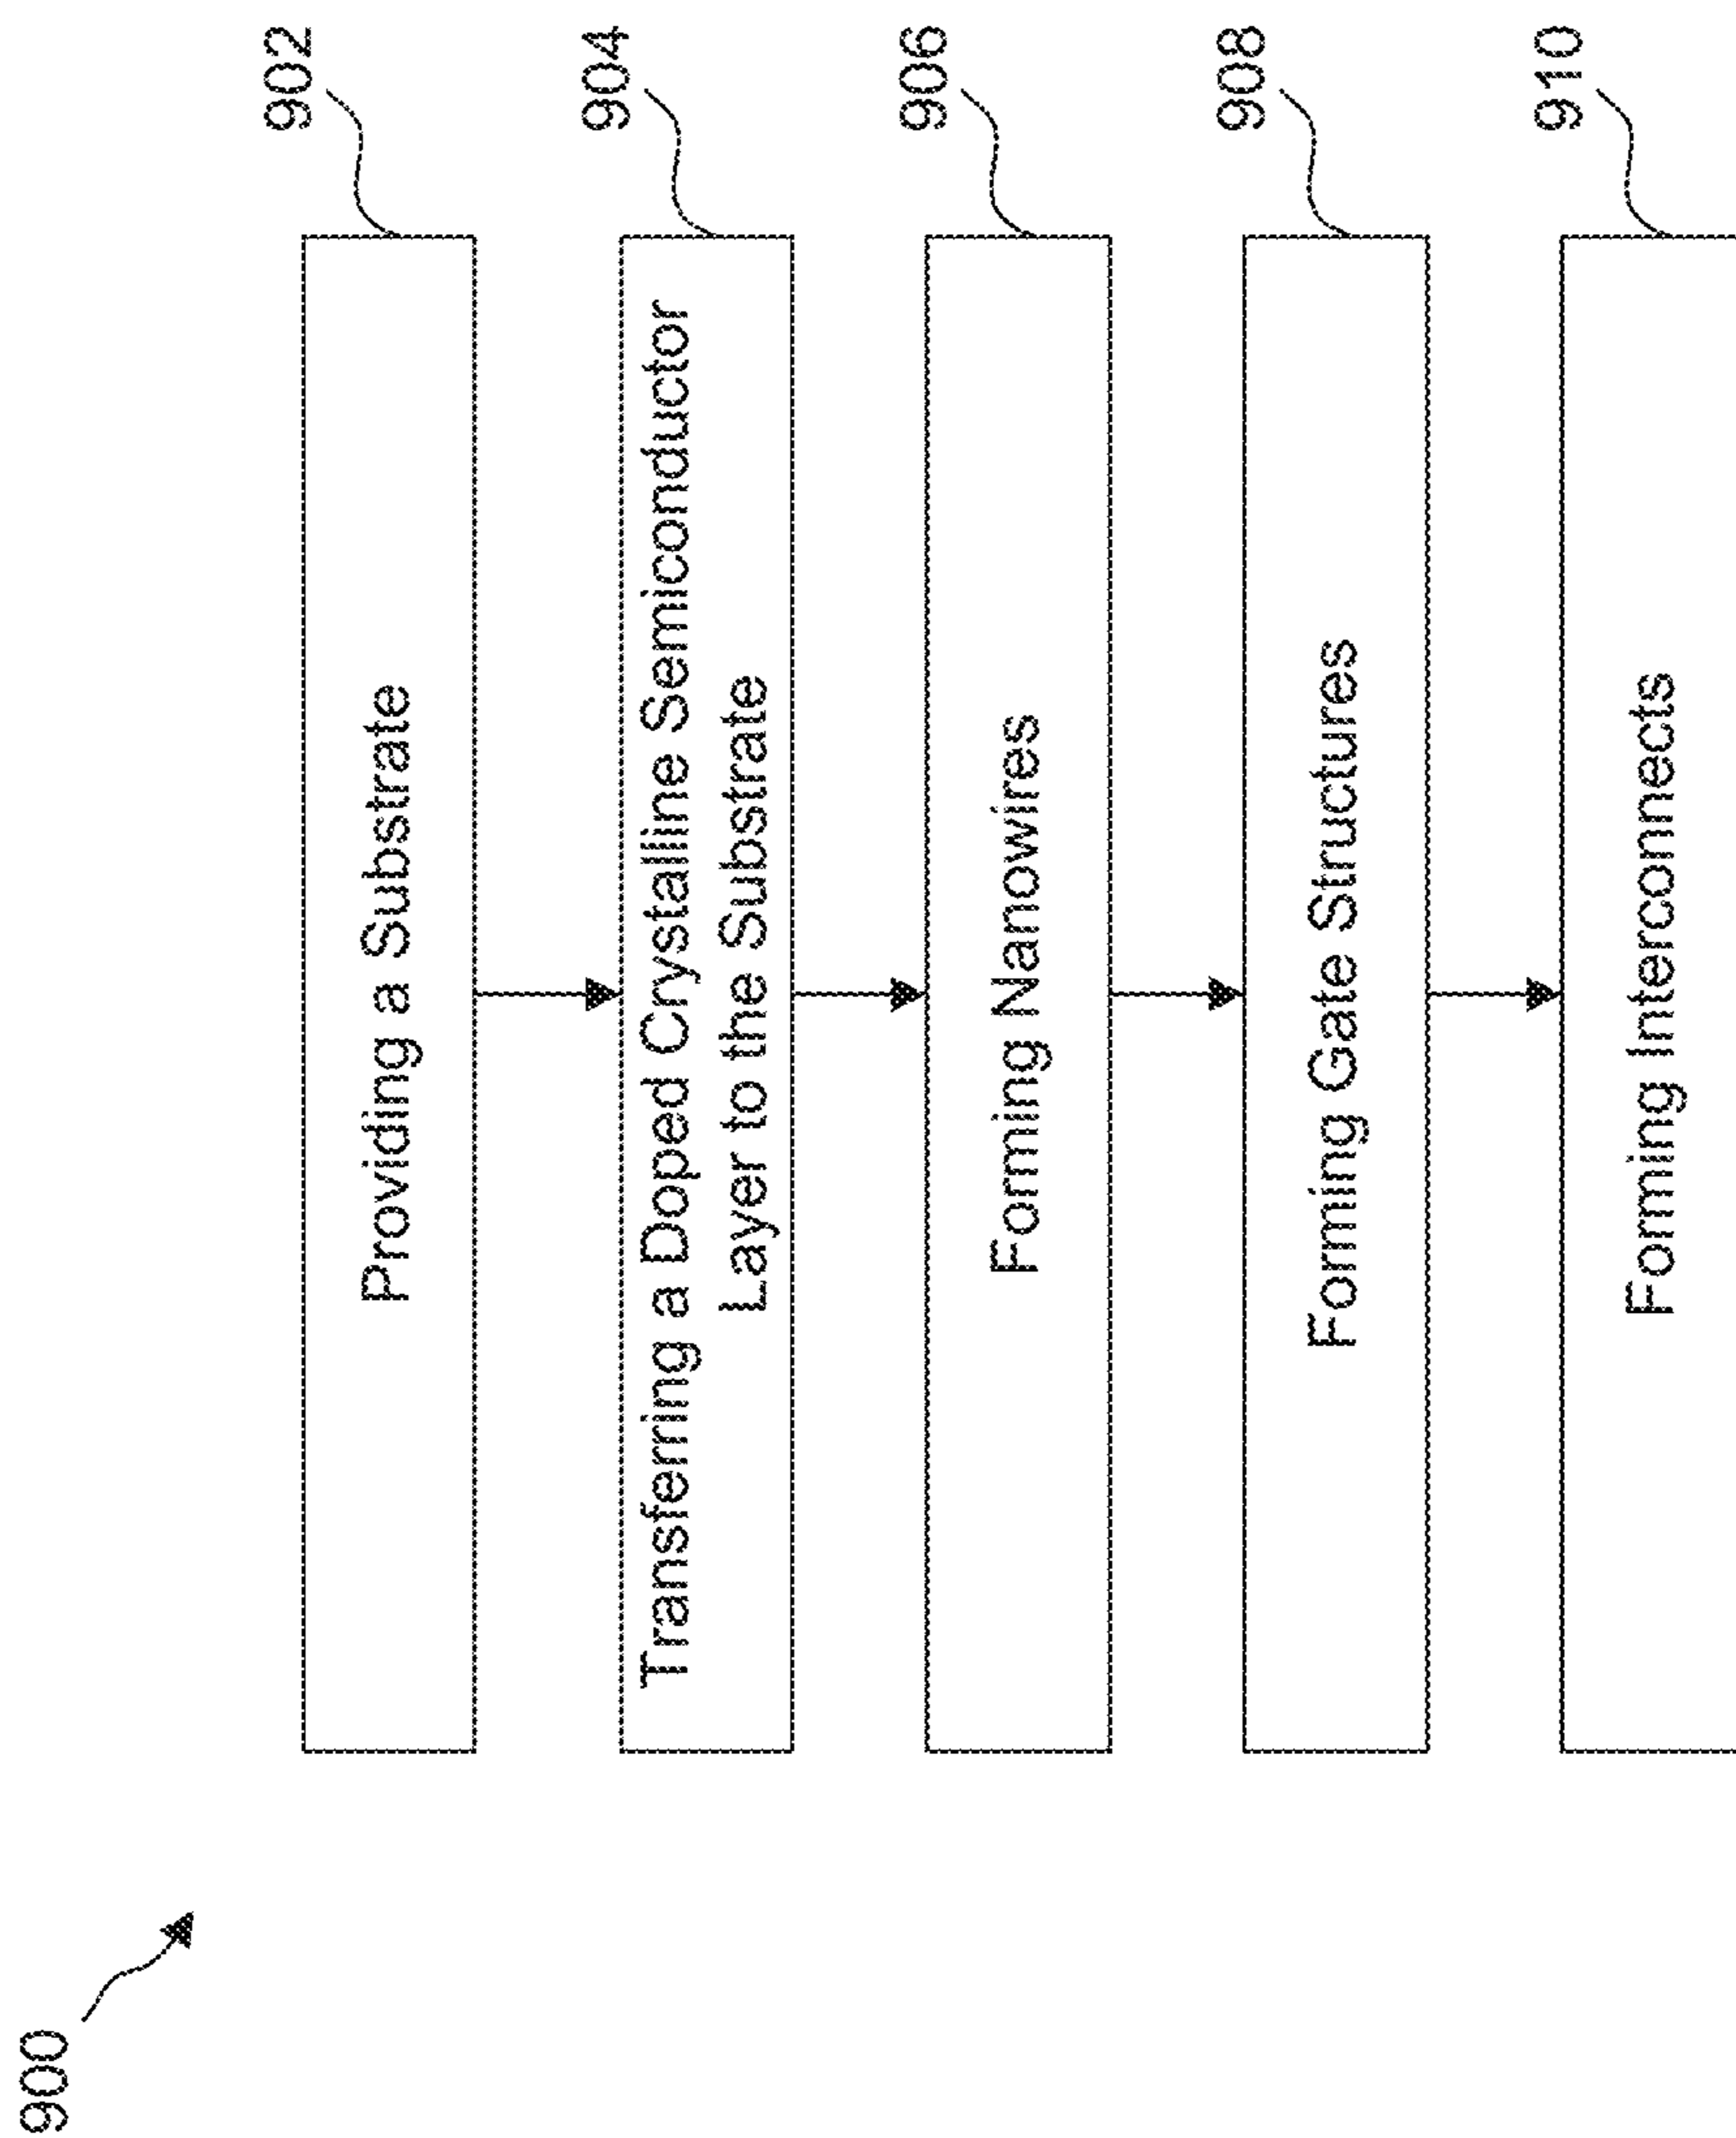 900
Providing a Substrate
902
Transferring a Doped Crystalline Semiconductor
Layer to the Substrate
904
Forming Nanowires
906
Forming Gate Structures
908
Forming Interconnects
910